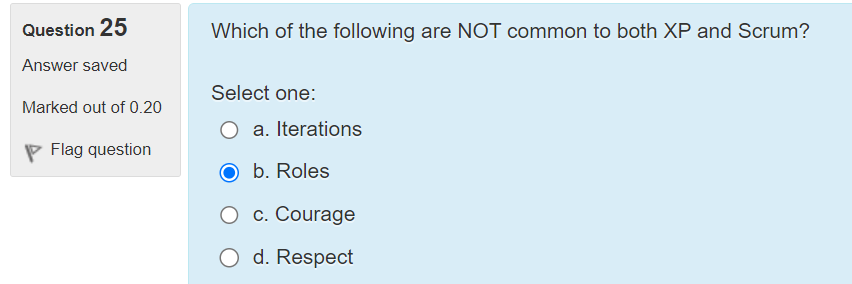 Question 25
Answer saved
Marked out of 0.20
Flag question
Which of the following are NOT common to both XP and Scrum?
Select one:
a. Iterations
b. Roles
c. Courage
d. Respect